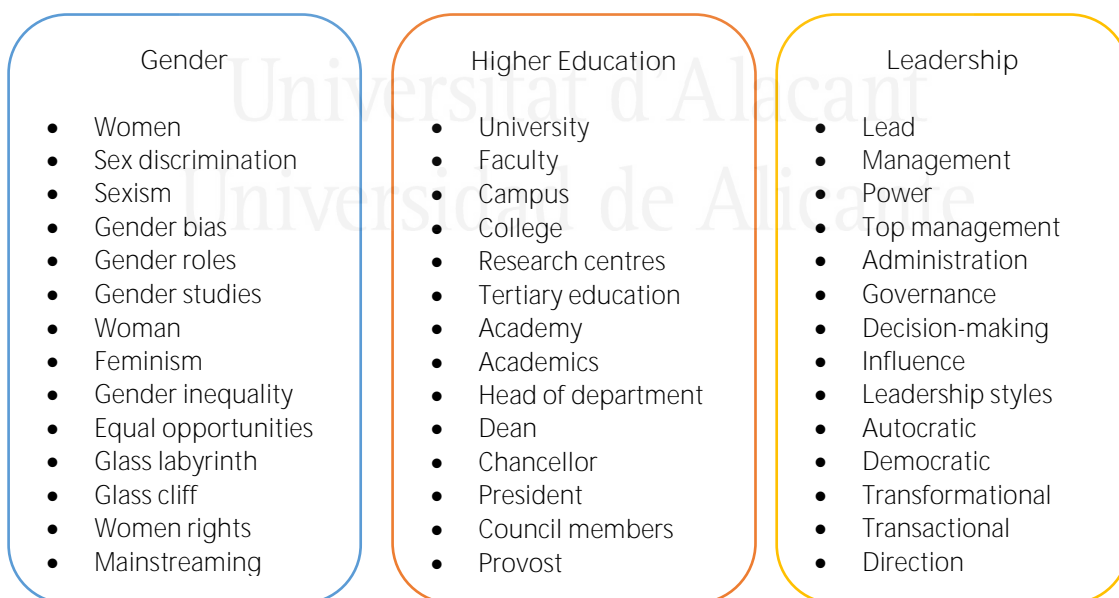 Gender
• Women
• Sex discrimination
• Sexism
• Gender bias
• Gender roles
• Gender studies
• Woman
• Feminism
• Gender inequality
• Equal opportunities
• Glass labyrinth
• Glass cliff
• Women rights
• Mainstreaming
Higher Education
• University
• Faculty
• Campus
• College
• Research centres
• Tertiary education
• Academy
• Academics
• Head of department
• Dean
• Chancellor
• President
• Council members
• Provost
Leadership
• Lead
• Management
• Power
• Top management
• Administration
• Governance
• Decision-making
• Influence
• Leadership styles
• Autocratic
• Democratic
• Transformational
• Transactional
• Direction
Universitat d'Alacant
Universidad de Alicante